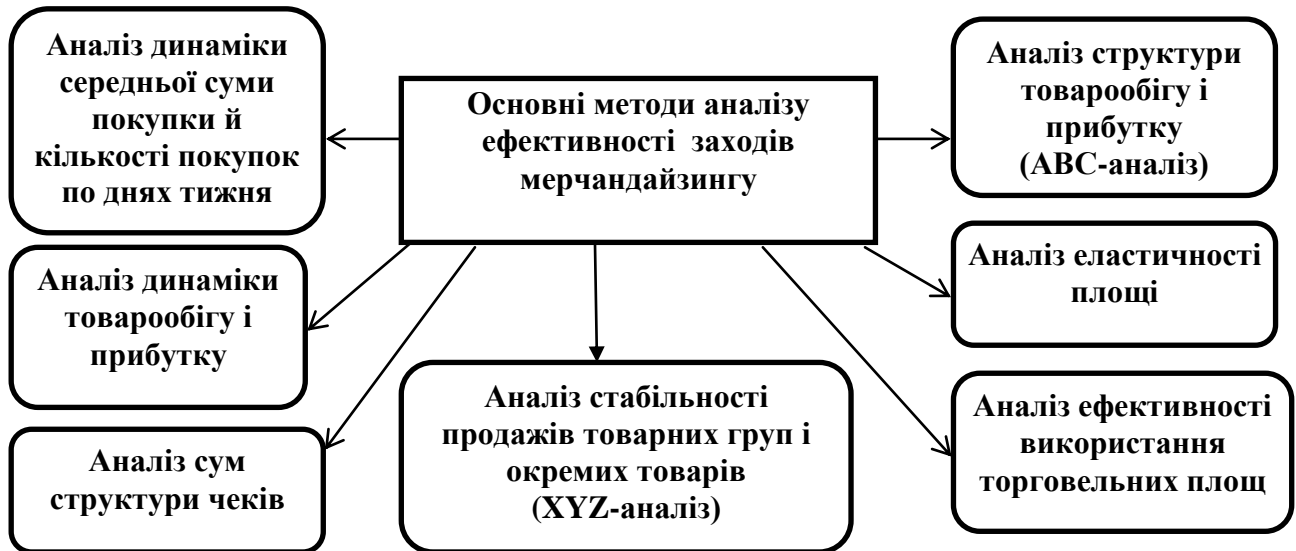 Аналіз динаміки
середньої суми
покупки й
кількості покупок
по днях тижня
Основні методи аналізу
ефективності заходів
мерчандайзингу
Аналіз структури
товарообігу і
прибутку
(АВС-аналіз)
Аналіз динаміки
товарообігу і
прибутку
Аналіз еластичності
площі
Аналіз сум
структури чеків
Аналіз стабільності
продажів товарних груп і
окремих товарів
(XYZ-аналіз)
Аналіз ефективності
використання
торговельних площ